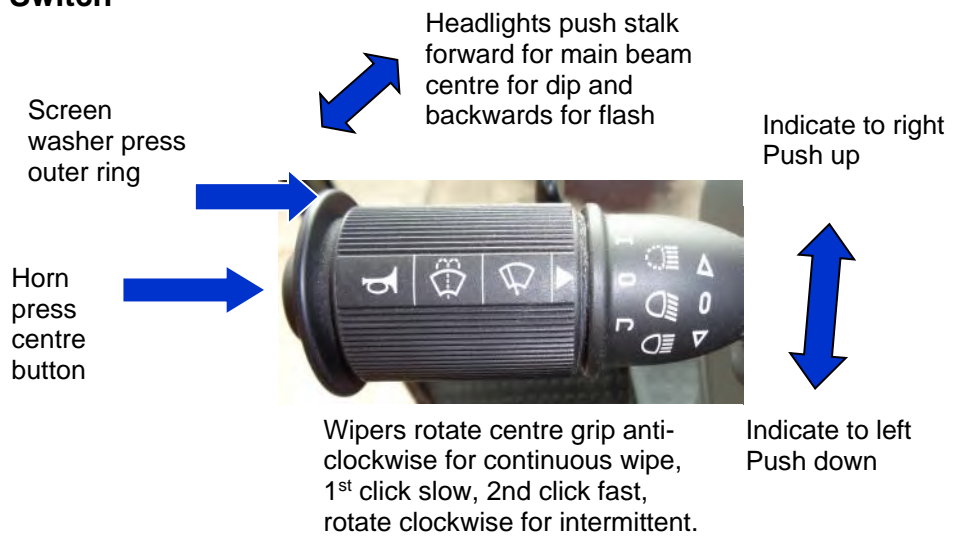 Switch
Headlights push stalk
forward for main beam
centre for dip and
backwards for flash
Screen
washer press
outer ring
Indicate to right
Push up
Horn
press
centre
button
J O I
O
Wipers rotate centre grip anti-
clockwise for continuous wipe,
1st click slow, 2nd click fast,
rotate clockwise for intermittent.
Indicate to left
Push down